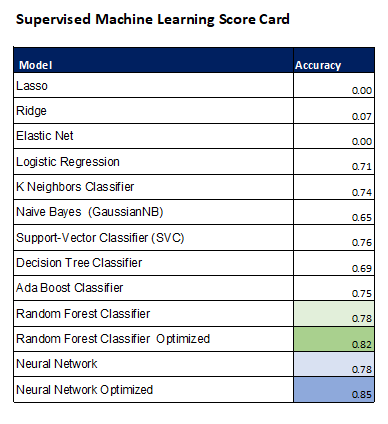 Supervised Machine Learning Score Card
Model Accuracy
Lasso 0.00
Ridge 0.07
Elastic Net 0.00
Logistic Regression 0.71
K Neighbors Classifier 0.74
Naive Bayes (GaussianNB) 0.65
Support-Vector Classifier (SVC) 0.76
Decision Tree Classifier 0.69
Ada Boost Classifier 0.75
Random Forest Classifier 0.78
Random Forest Classifier Optimized 0.82
Neural Network 0.78
Neural Network Optimized 0.85